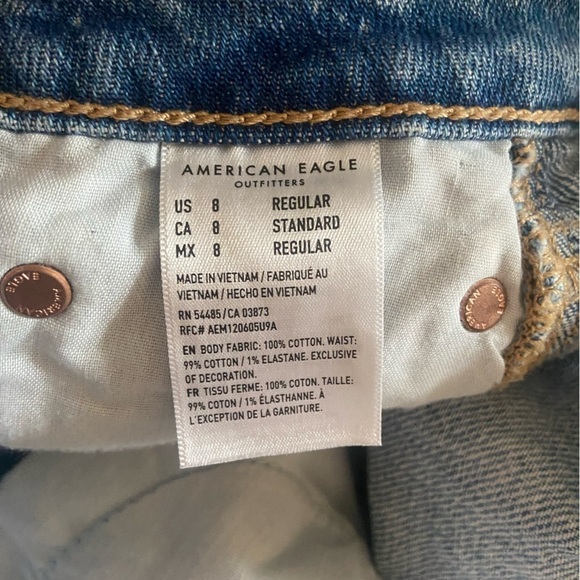 AMERICAN EAGLE
OUTFITTERS
US 8 REGULAR
CA 8 STANDARD
MX 8 REGULAR
MADE IN VIETNAM / FABRIQUÉ AU
VIETNAM / HECHO EN VIETNAM
RN 54485/CA 03873
RFC# AEM120605U9A
EN BODY FABRIC: 100% COTTON. WAIST:
99% COTTON / 1% ELASTANE. EXCLUSIVE
OF DECORATION.
FR TISSU FERME: 100% COTON. TAILLE:
99% COTON / 1% ÉLASTHANNE. À
L'EXCEPTION DE LA GARNITURE.
AMERICAN EAGLE